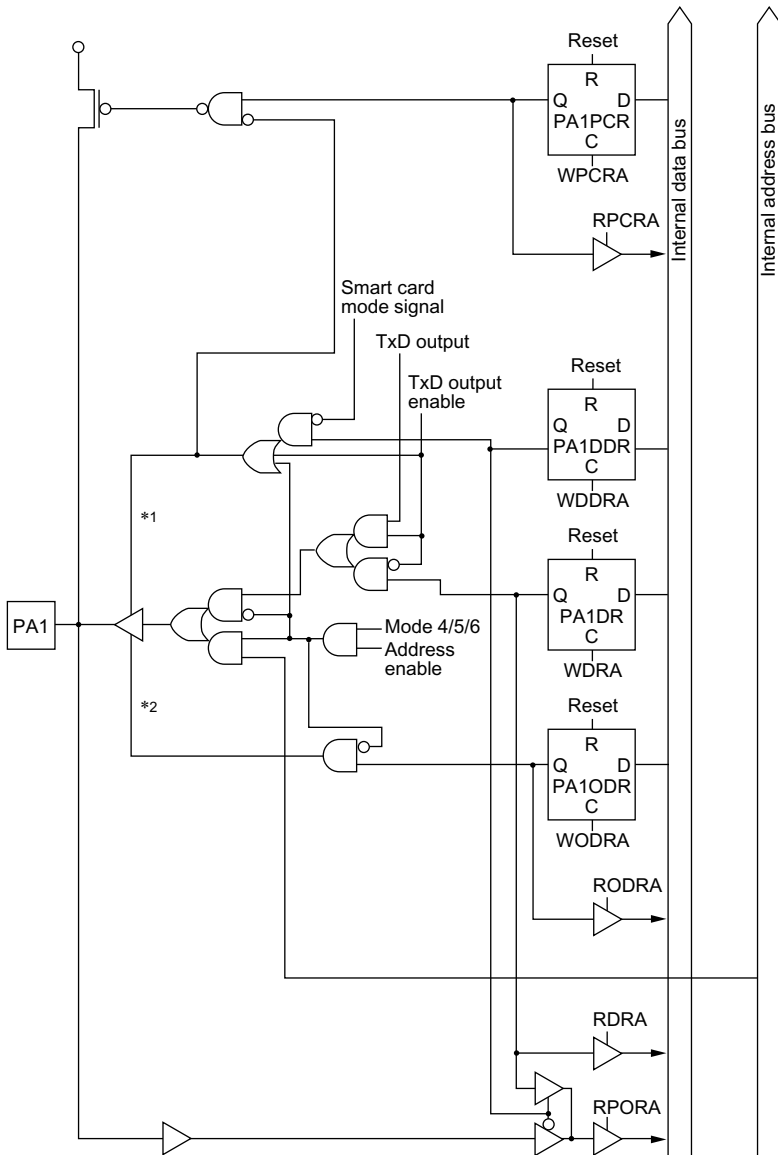 Reset
R
Q D
PA1PCR
C
WPCRA
RPCRA
Internal data bus
Internal address bus
Smart card
mode signal
TxD output
TxD output
enable
Reset
R
Q D
PA1DDR
C
WDDRA
*1
Reset
R
Q D
PA1DR
C
WDRA
PA1
Mode 4/5/6
Address
enable
*2
Reset
R
Q D
PA1ODR
C
WODRA
RODRA
RDRA
RPORA